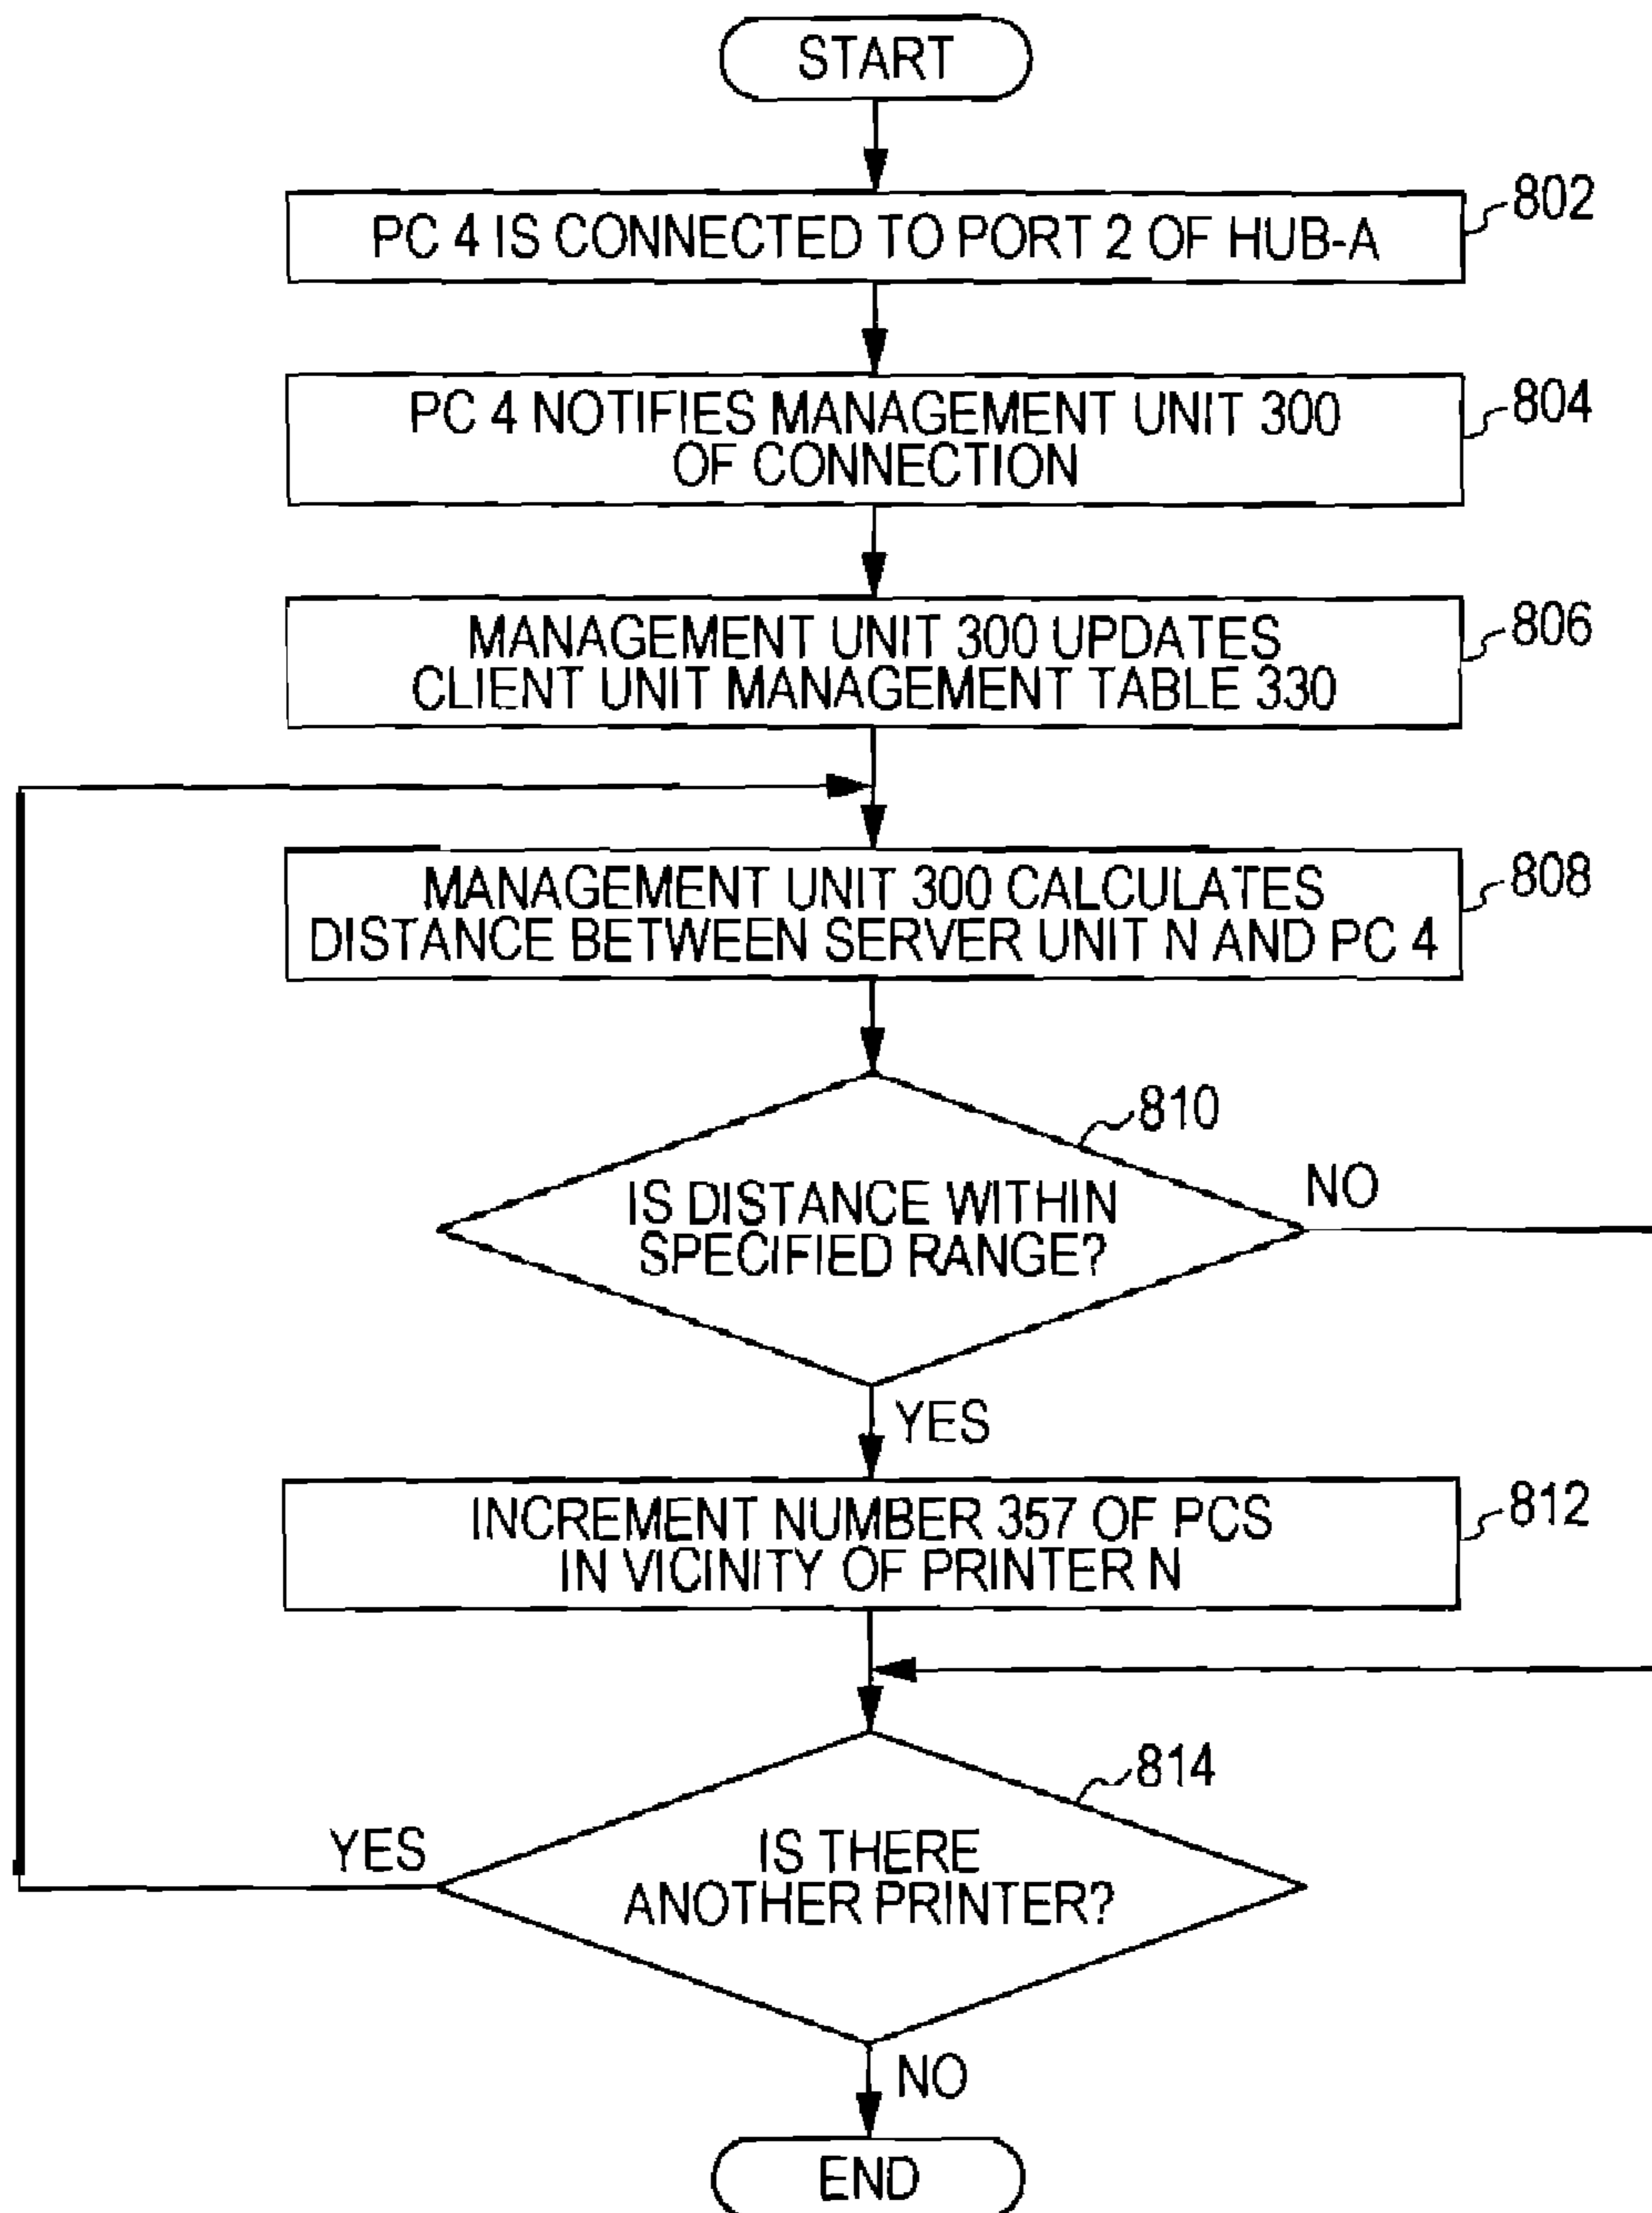 START
PC 4 IS CONNECTED TO PORT 2 OF HUB-A
802
PC 4 NOTIFIES MANAGEMENT UNIT 300
OF CONNECTION
804
MANAGEMENT UNIT 300 UPDATES
CLIENT UNIT MANAGEMENT TABLE 330
806
MANAGEMENT UNIT 300 CALCULATES
DISTANCE BETWEEN SERVER UNIT N AND PC 4
808
810
IS DISTANCE WITHIN
SPECIFIED RANGE?
NO
YES
INCREMENT NUMBER 357 OF PCS
IN VICINITY OF PRINTER N
812
814
YES
IS THERE
ANOTHER PRINTER?
NO
END